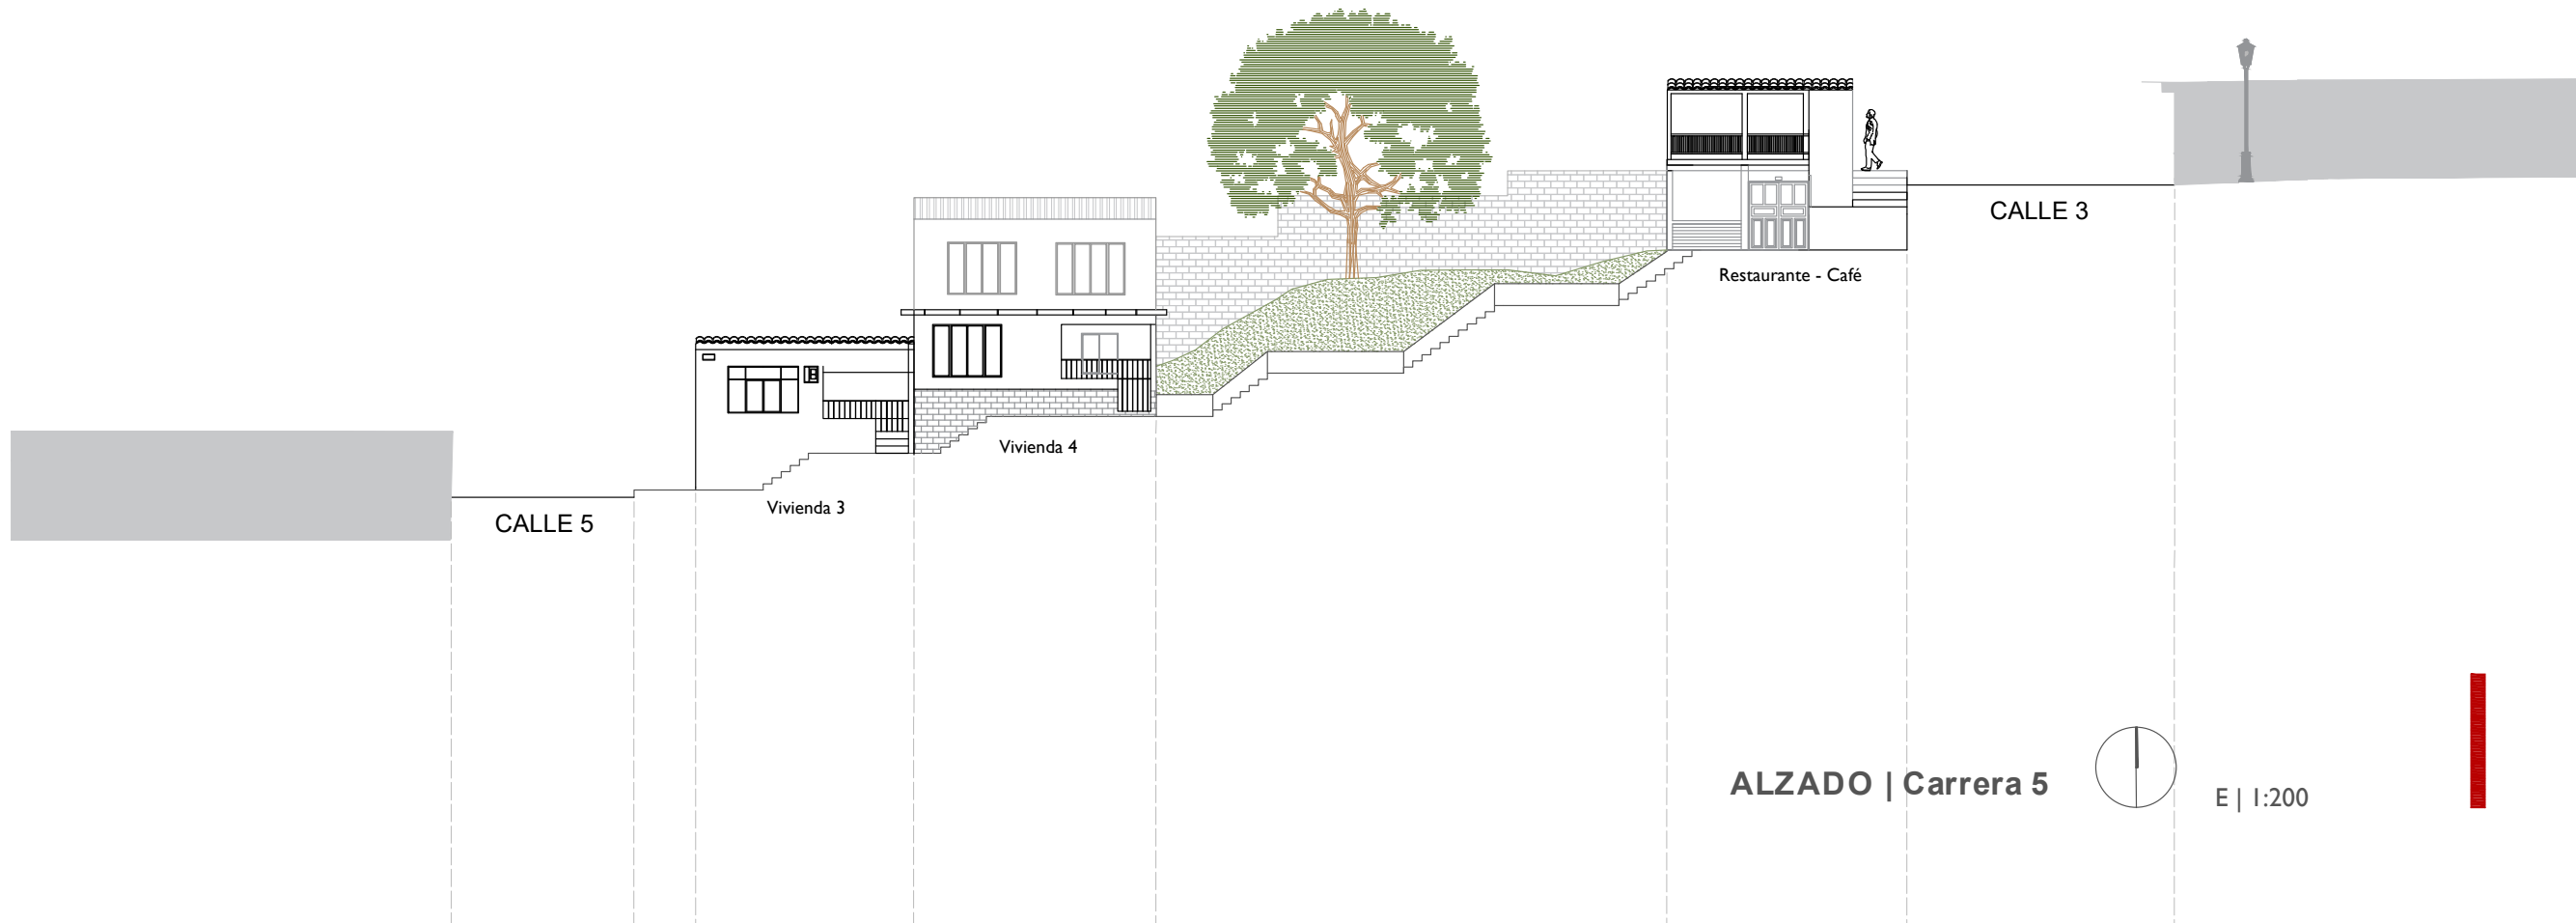 CALLE 3
Restaurante - Café
Vivienda 4
Vivienda 3
CALLE 5
ALZADO | Carrera 5
E | 1:200